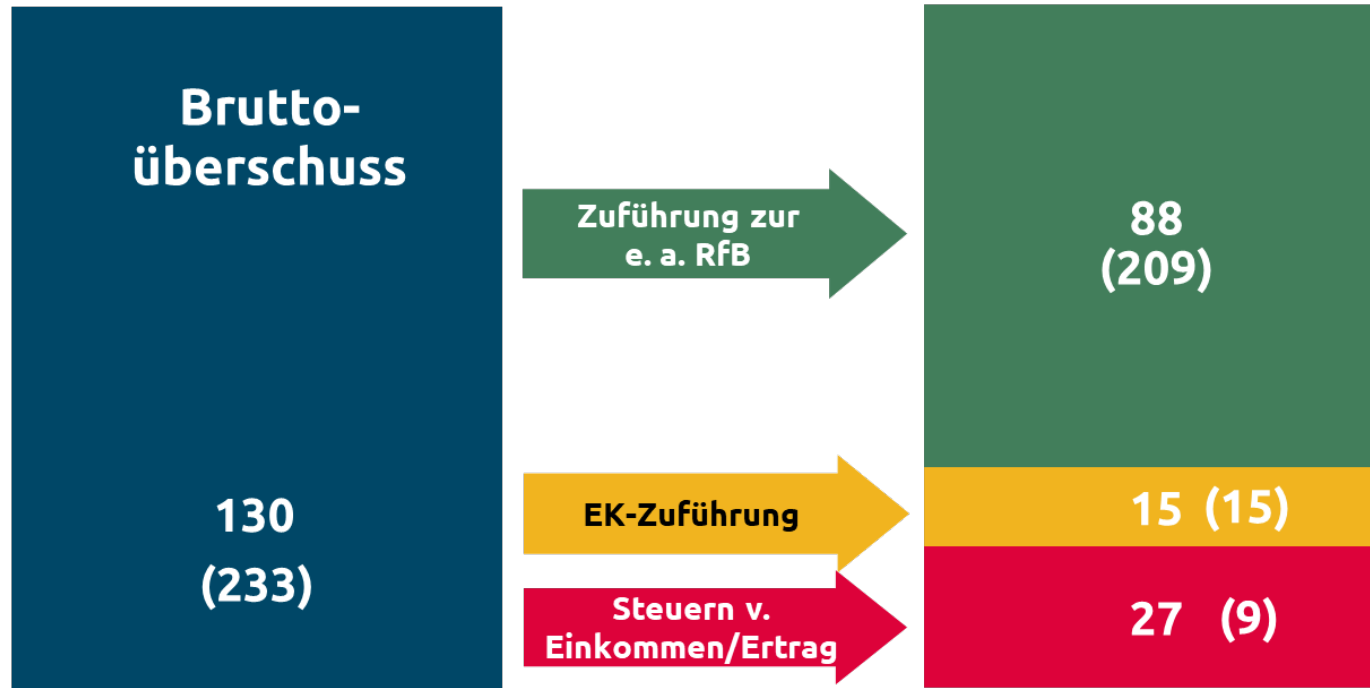 Brutto-
überschuss
130
(233)
Zuführung zur
e. a. RfB
88
(209)
EK-Zuführung
15 (15)
Steuern v.
Einkommen/Ertrag
27 (9)